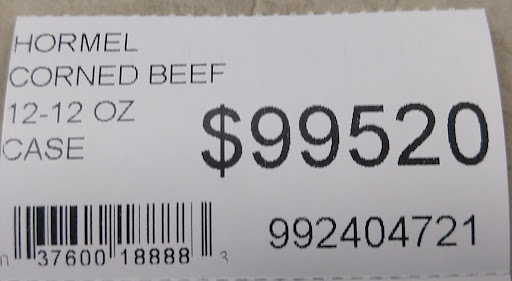 HORMEL
CORNED BEEF
12-12 OZ
CASE
$99520
37600 18888 3
992404721